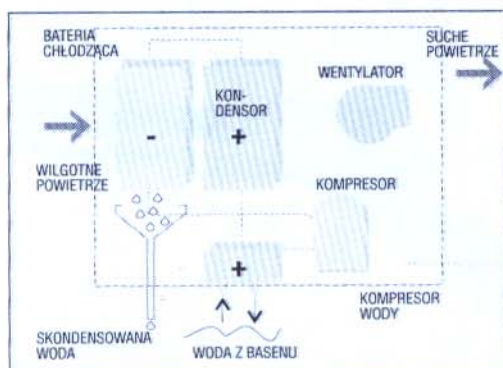 BATERIA
CHŁODZĄCA
SUCHE
POWIETRZE
WENTYLATOR
KON-
DENSOR
-
+
WILGOTNE
POWIETRZE
KOMPRESOR
+
KOMPRESOR
WODY
SKONDENSOWANA
WODA
WODA Z BASENU